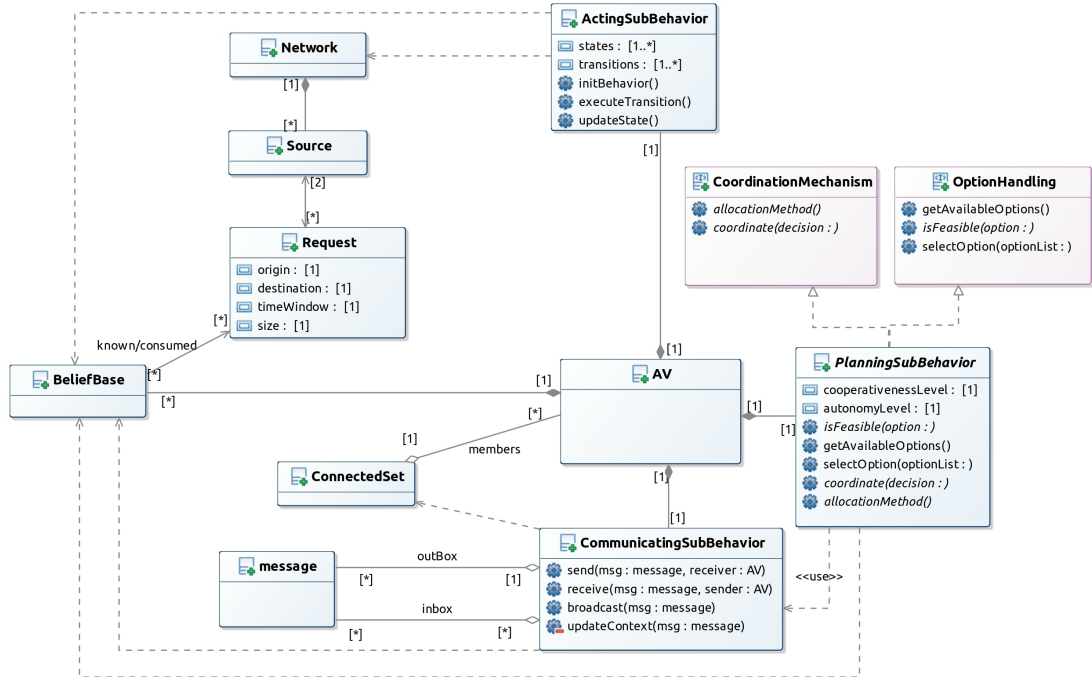 ActingSubBehavior
states : [1..*]
transitions : [1..*]
initBehavior()
executeTransition()
updateState()
Network
[1]
[*]
Source
[2]
[*]
Request
origin : [1]
destination : [1]
timeWindow : [1]
size : [1]
[1]
CoordinationMechanism
allocationMethod()
coordinate(decision : )
OptionHandling
getAvailableOptions()
isFeasible(option : )
selectOption(optionList : )
[*]
known/consumed
[*]
BeliefBase
[*]
[1]
[1]
AV
[*]
[1]
[1]
[1]
PlanningSubBehavior
cooperativenessLevel : [1]
autonomyLevel : [1]
isFeasible(option : )
getAvailableOptions()
selectOption(optionList : )
coordinate(decision : )
allocationMethod()
[1]
members
ConnectedSet
[1]
CommunicatingSubBehavior
send(msg : message, receiver : AV)
receive(msg : message, sender : AV)
broadcast(msg : message)
updateContext(msg : message)
<<use>>
message
outBox
[*]
[1]
inbox
[*]
[*]